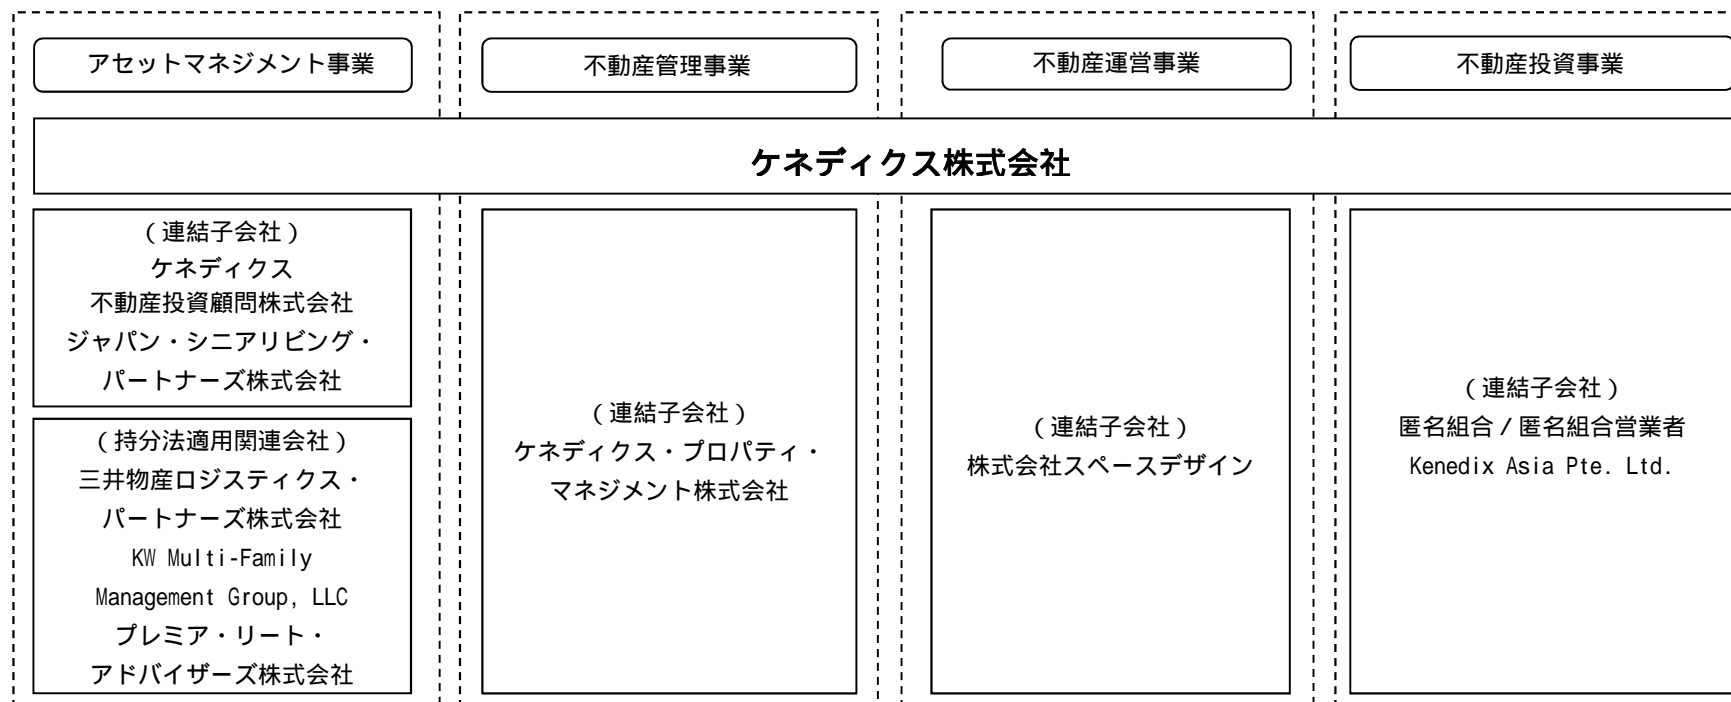 アセットマネジメント事業
不動産管理事業
不動産運営事業
不動産投資事業
ケネディクス株式会社
(連結子会社)
ケネディクス
不動産投資顧問株式会社
ジャパン・シニアリビング・
パートナーズ株式会社
(持分法適用関連会社)
三井物産ロジスティクス・
パートナーズ株式会社
KW Multi-Family
Management Group, LLC
プレミア・リート・
アドバイザーズ株式会社
(連結子会社)
ケネディクス・プロパティ・
マネジメント株式会社
(連結子会社)
株式会社スペースデザイン
(連結子会社)
匿名組合/匿名組合営業者
Kenedix Asia Pte. Ltd.